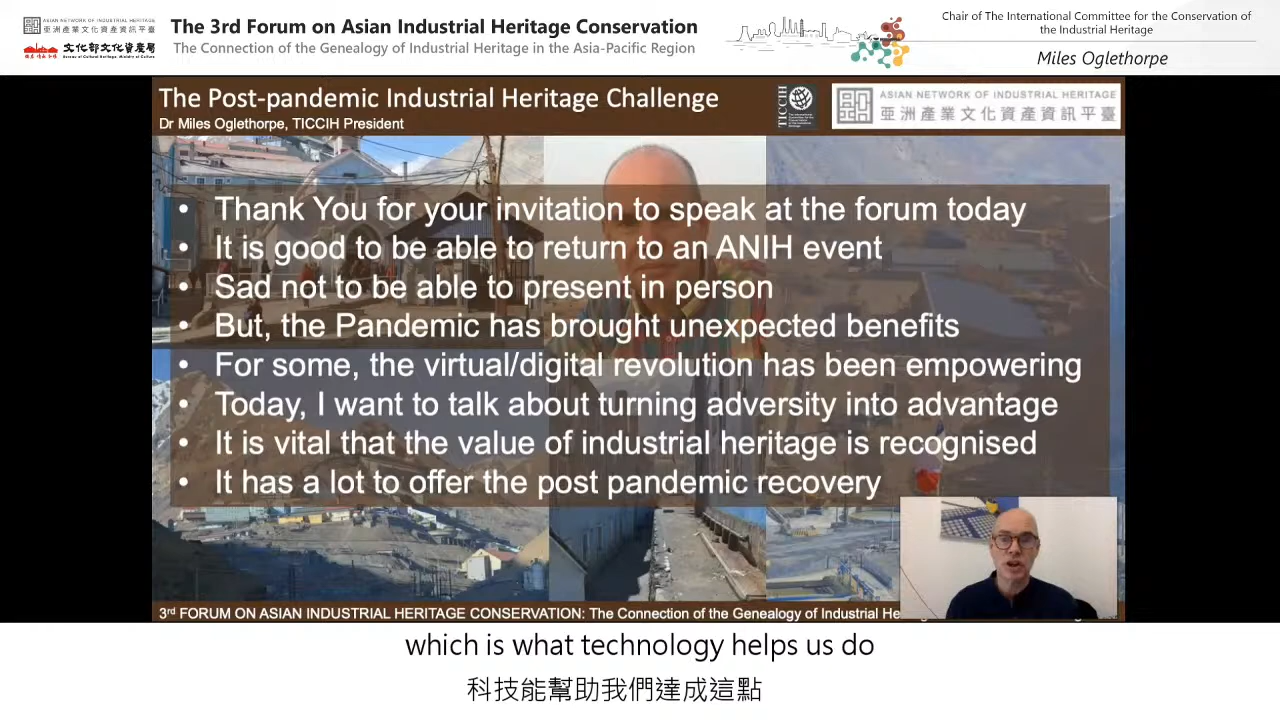 ASIAN NETWORK OF INDUSTRIAL HERITAGE
亞洲產業文化資產資訊平臺
文化部文化資產局
Bureau of Cultural Heritage, Ministry of Culture
The 3rd Forum on Asian Industrial Heritage Conservation
The Connection of the Genealogy of Industrial Heritage in the Asia-Pacific Region
Chair of The International Committee for the Conservation of
the Industrial Heritage
Miles Oglethorpe
The Post-pandemic Industrial Heritage Challenge
Dr Miles Oglethorpe, TICCIH President
TICCIH
ASIAN NETWORK OF INDUSTRIAL HERITAGE
亞洲產業文化資產資訊平臺
• Thank You for your invitation to speak at the forum today
• It is good to be able to return to an ANIH event
• Sad not to be able to present in person
• But, the Pandemic has brought unexpected benefits
• For some, the virtual/digital revolution has been empowering
• Today, I want to talk about turning adversity into advantage
• It is vital that the value of industrial heritage is recognised
• It has a lot to offer the post pandemic recovery
3rd FORUM ON ASIAN INDUSTRIAL HERITAGE CONSERVATION: The Connection of the Genealogy of Industrial He
which is what technology helps us do
科技能幫助我們達成這點